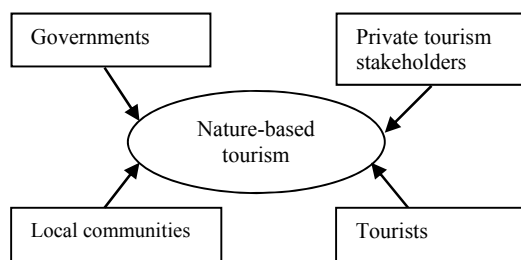 Governments
Private tourism
stakeholders
Nature-based
tourism
Local communities
Tourists